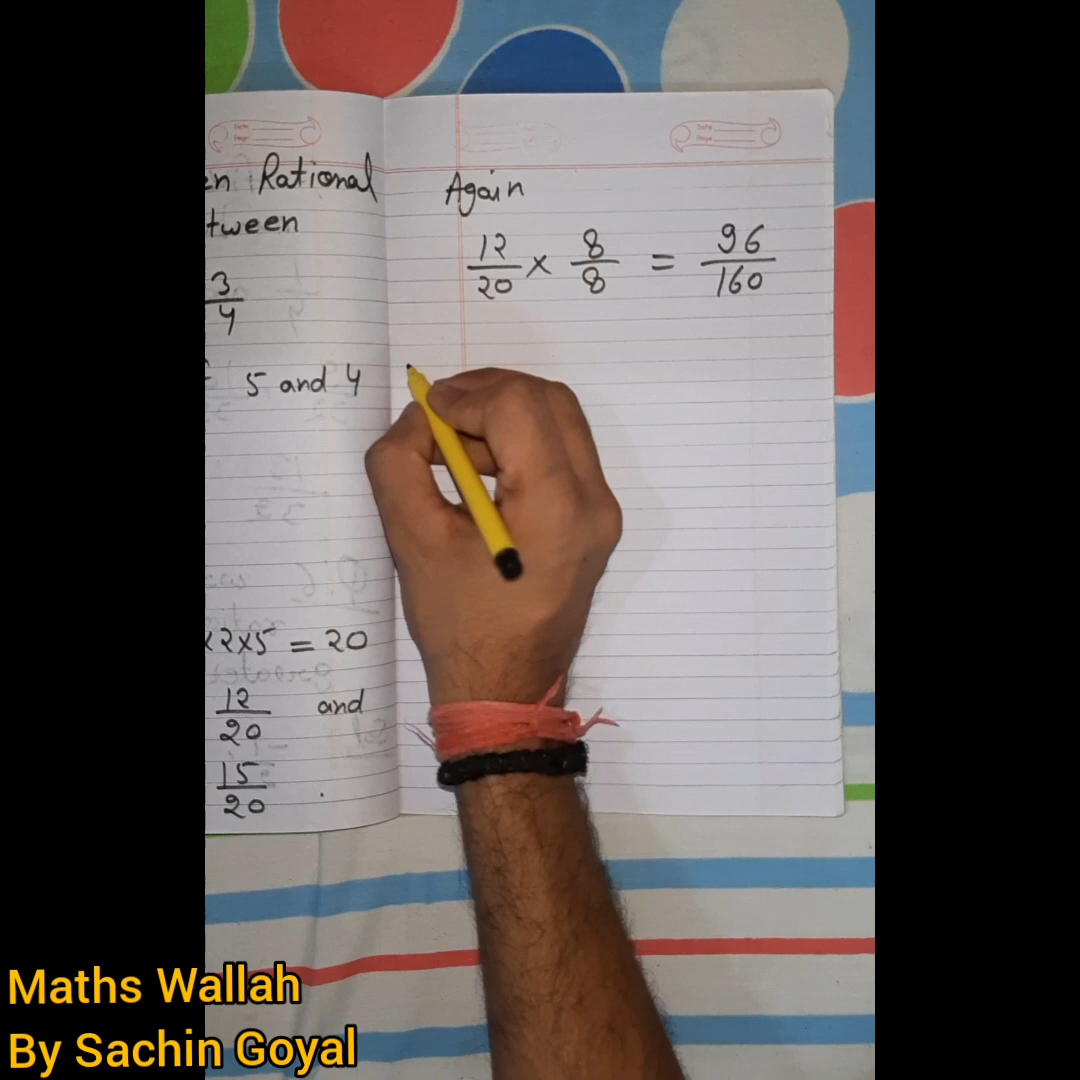 Rational
tween
3
4
5 and 4
x2x5 = 20
12
20
and
15
20
Again
12/20 x 8/8 = 96/160
Maths Wallah
By Sachin Goyal